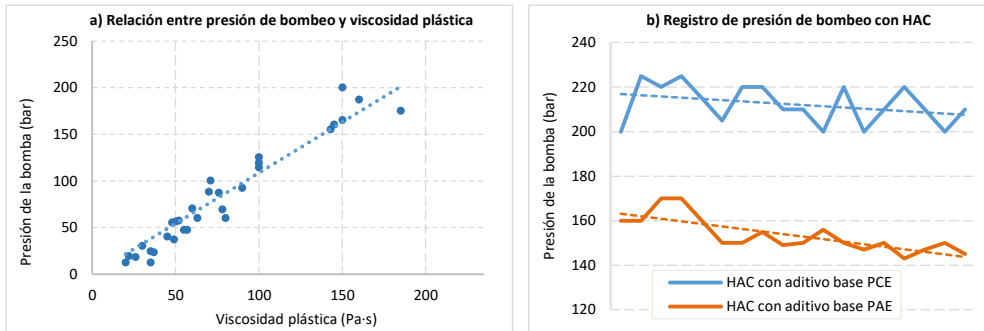 a) Relación entre presión de bombeo y viscosidad plástica
Presión de la bomba (bar)
250
200
150
100
50
0
0 50 100 150 200
Viscosidad plástica (Pa·s)
b) Registro de presión de bombeo con HAC
Presión de la bomba (bar)
240
220
200
180
160
140
120
HAC con aditivo base PCE
HAC con aditivo base PAE